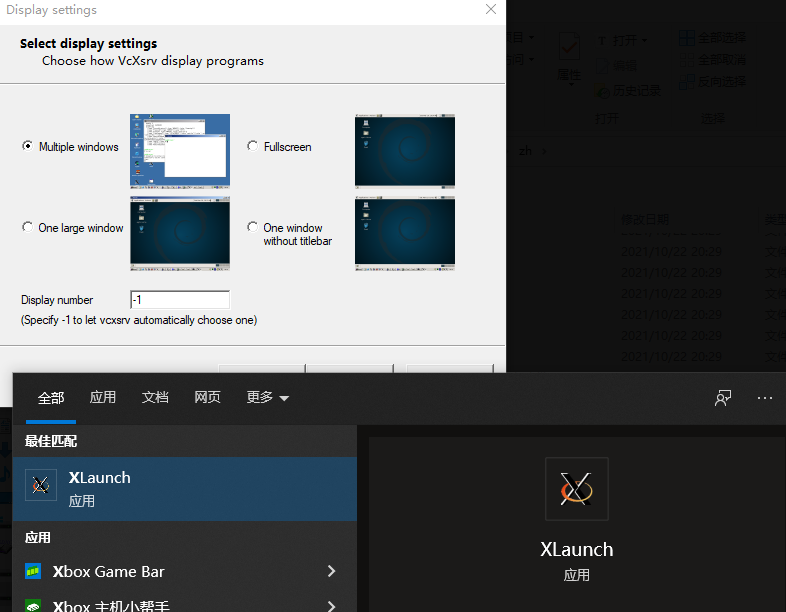 Display settings
Select display settings
Choose how VcXsrv display programs
Multiple windows
Fullscreen
One large window
One window
without titlebar
Display number
-1
(Specify -1 to let vcxsrv automatically choose one)
打开
全部选择
编辑
全部取消
属性
历史记录
反向选择
打开
选择
zh
修改日期
类型
2021/10/22 20:29
2021/10/22 20:29
2021/10/22 20:29
2021/10/22 20:29
2021/10/22 20:29
2021/10/22 20:29
全部
应用
文档
网页
更多
最佳匹配
XLaunch
应用
应用
Xbox Game Bar
Xbox 主机小帮手
XLaunch
应用